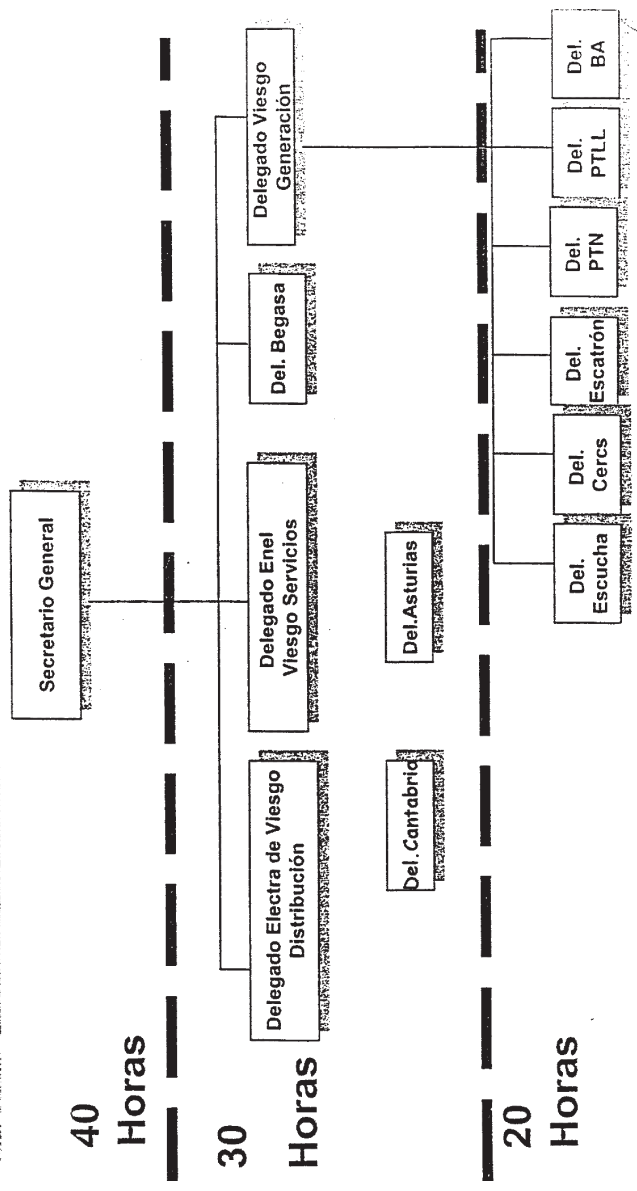 40
Horas
Secretario General
30
Horas
Delegado Electra de Viesgo
Distribución
Delegado Enel
Viesgo Servicios
Del. Begasa
Delegado Viesgo
Generación
Del.Cantabria
Del.Asturias
20
Horas
Del.
Escucha
Del.
Cercs
Del.
Escatrón
Del.
PTN
Del.
PTLL
Del.
BA